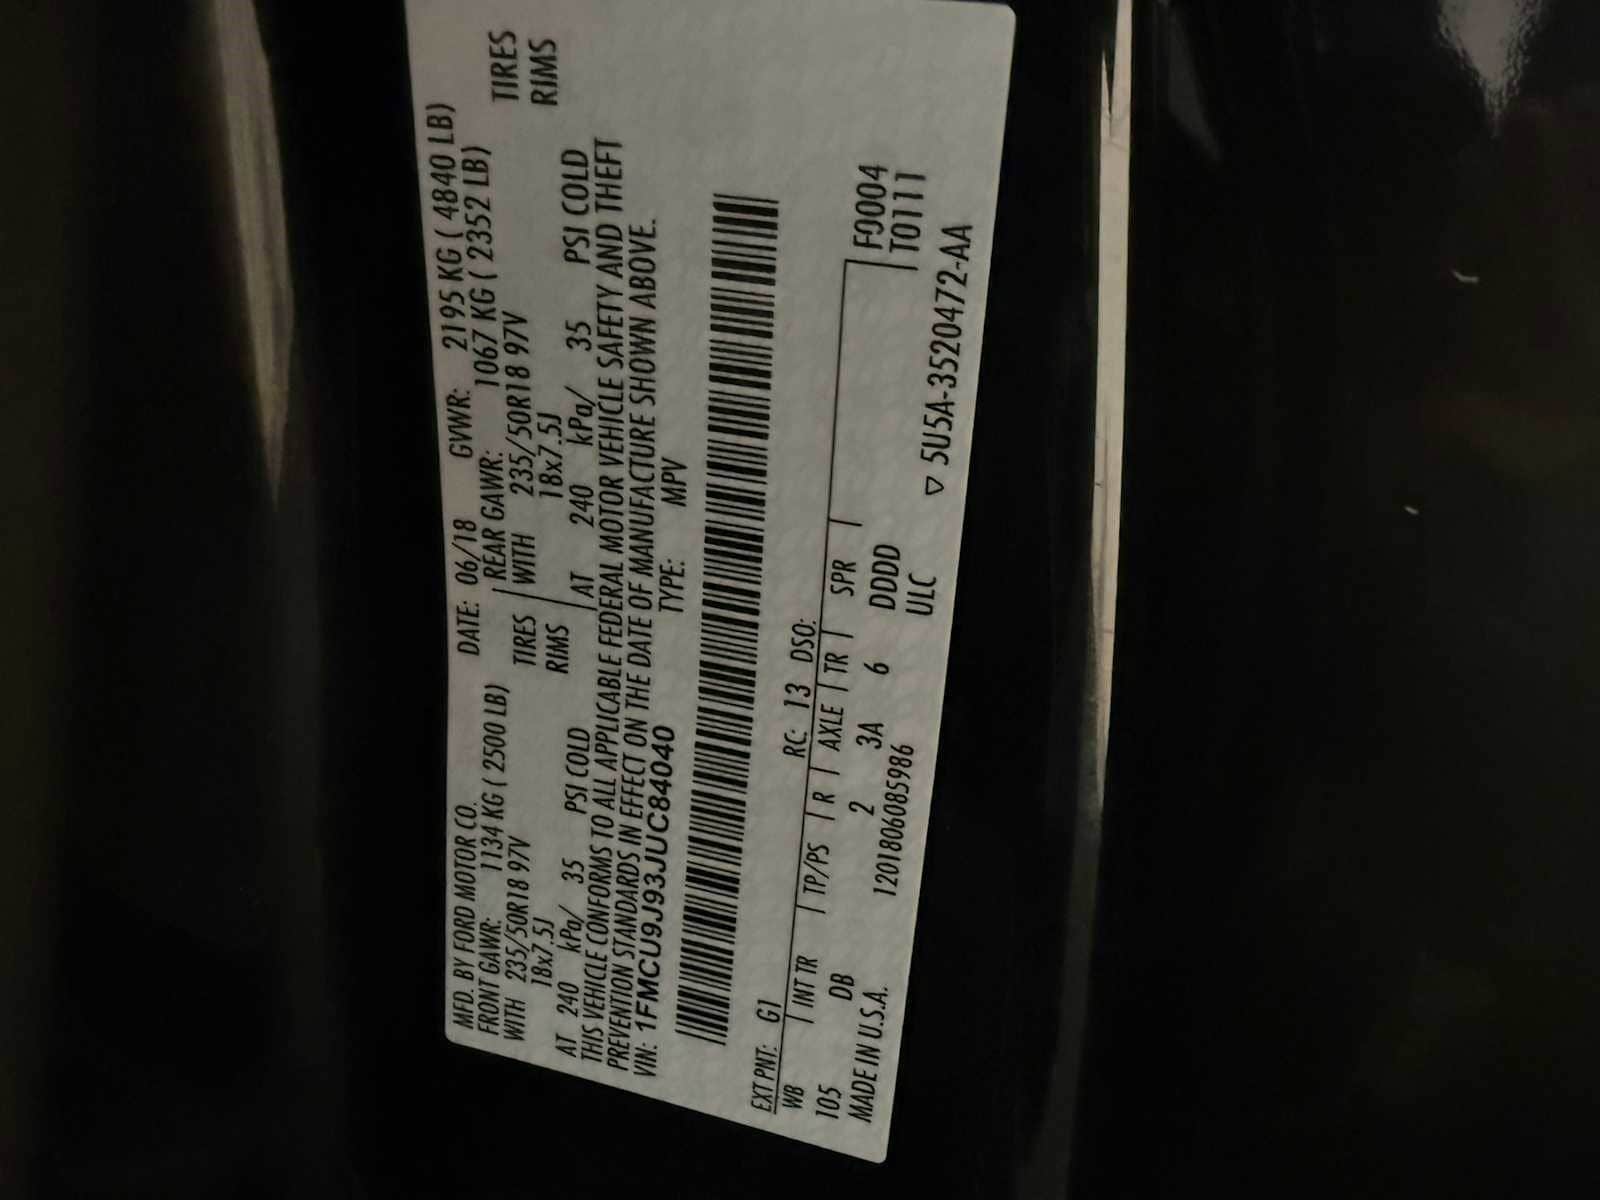 MFD. BY FORD MOTOR CO. DATE: 06/18 GVWR: 2195 KG ( 4840 LB)
FRONT GAWR: 1134 KG ( 2500 LB) REAR GAWR: 1067 KG ( 2352 LB)
WITH 235/50R18 97V TIRES WITH 235/50R18 97V TIRES
18x7.5J RIMS 18x7.5J RIMS
AT 240 kPa/ 35 PSI COLD AT 240 kPa/ 35 PSI COLD
THIS VEHICLE CONFORMS TO ALL APPLICABLE FEDERAL MOTOR VEHICLE SAFETY AND THEFT
PREVENTION STANDARDS IN EFFECT ON THE DATE OF MANUFACTURE SHOWN ABOVE.
VIN: 1FMCU9J93JUC84040 TYPE: MPV
EXT PNT: G1 RC: 13 DSO:
WB INT TR TP/PS R AXLE TR SPR F0004
105 DB 2 3A 6 DDDD T0111
MADE IN U.S.A. 1201806085986 ULC
▽ 5U5A-3520472-AA